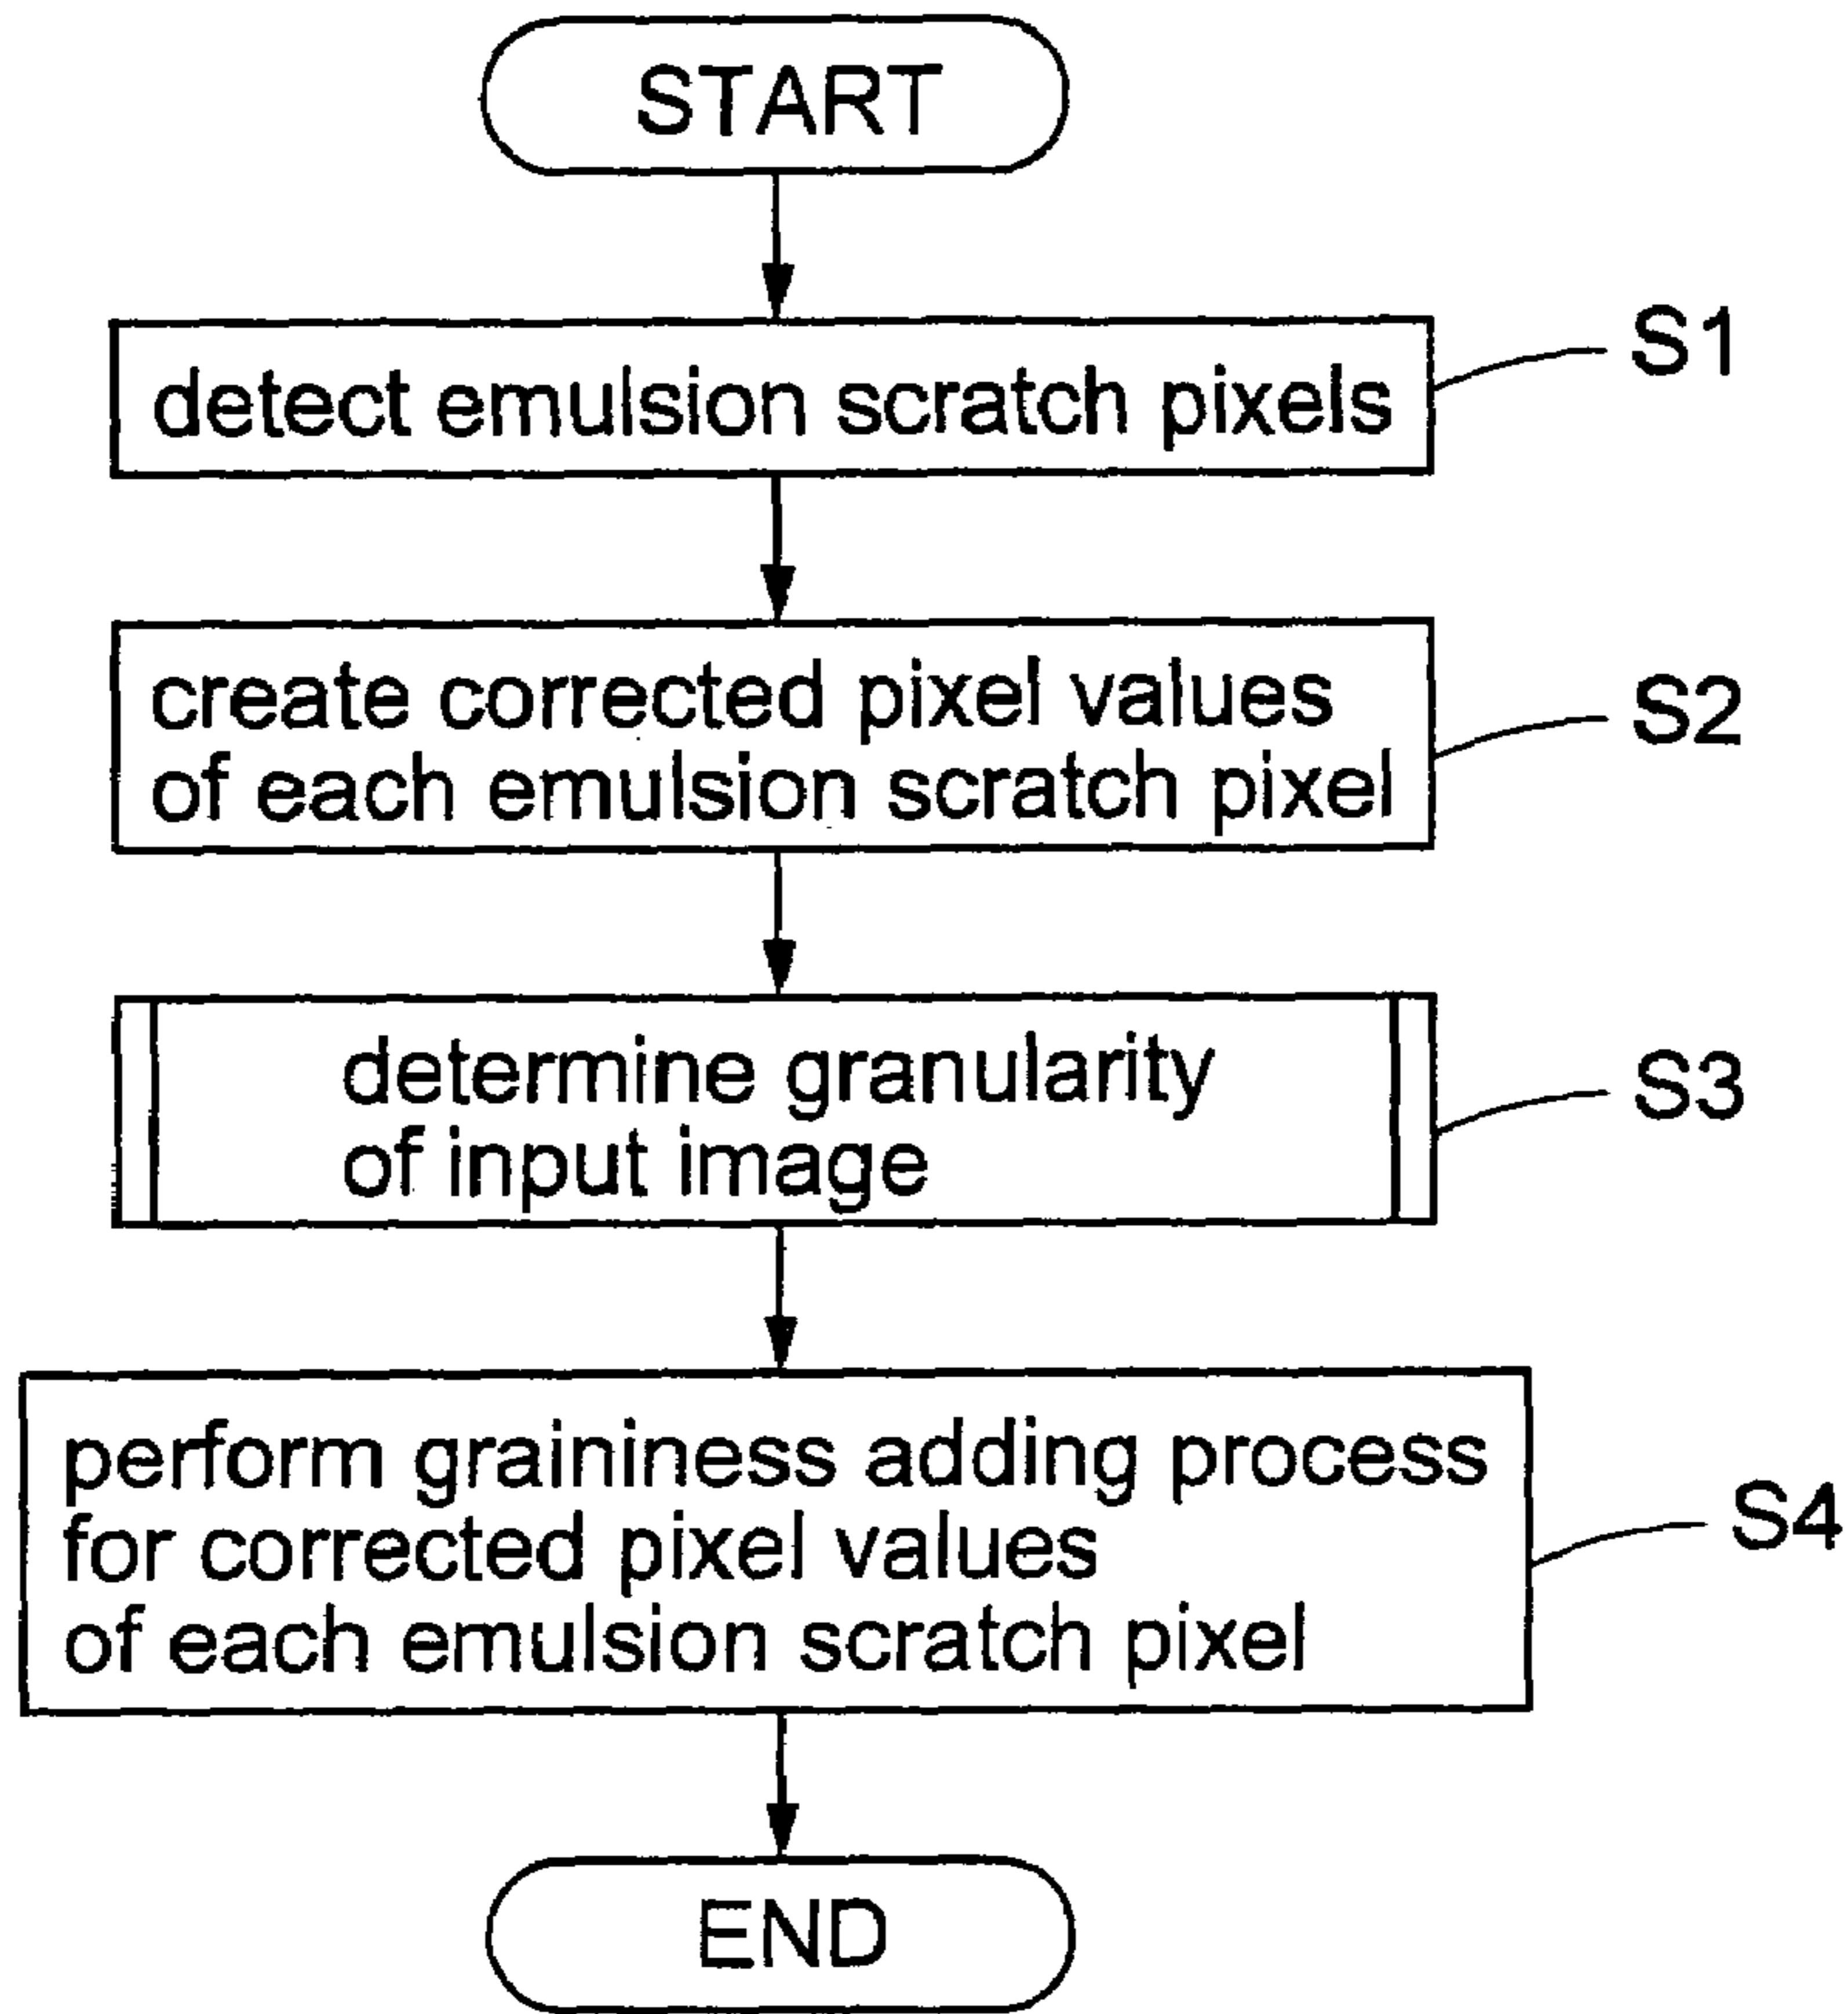 START
detect emulsion scratch pixels
S1
create corrected pixel values
of each emulsion scratch pixel
S2
determine granularity
of input image
S3
perform graininess adding process
for corrected pixel values
of each emulsion scratch pixel
S4
END